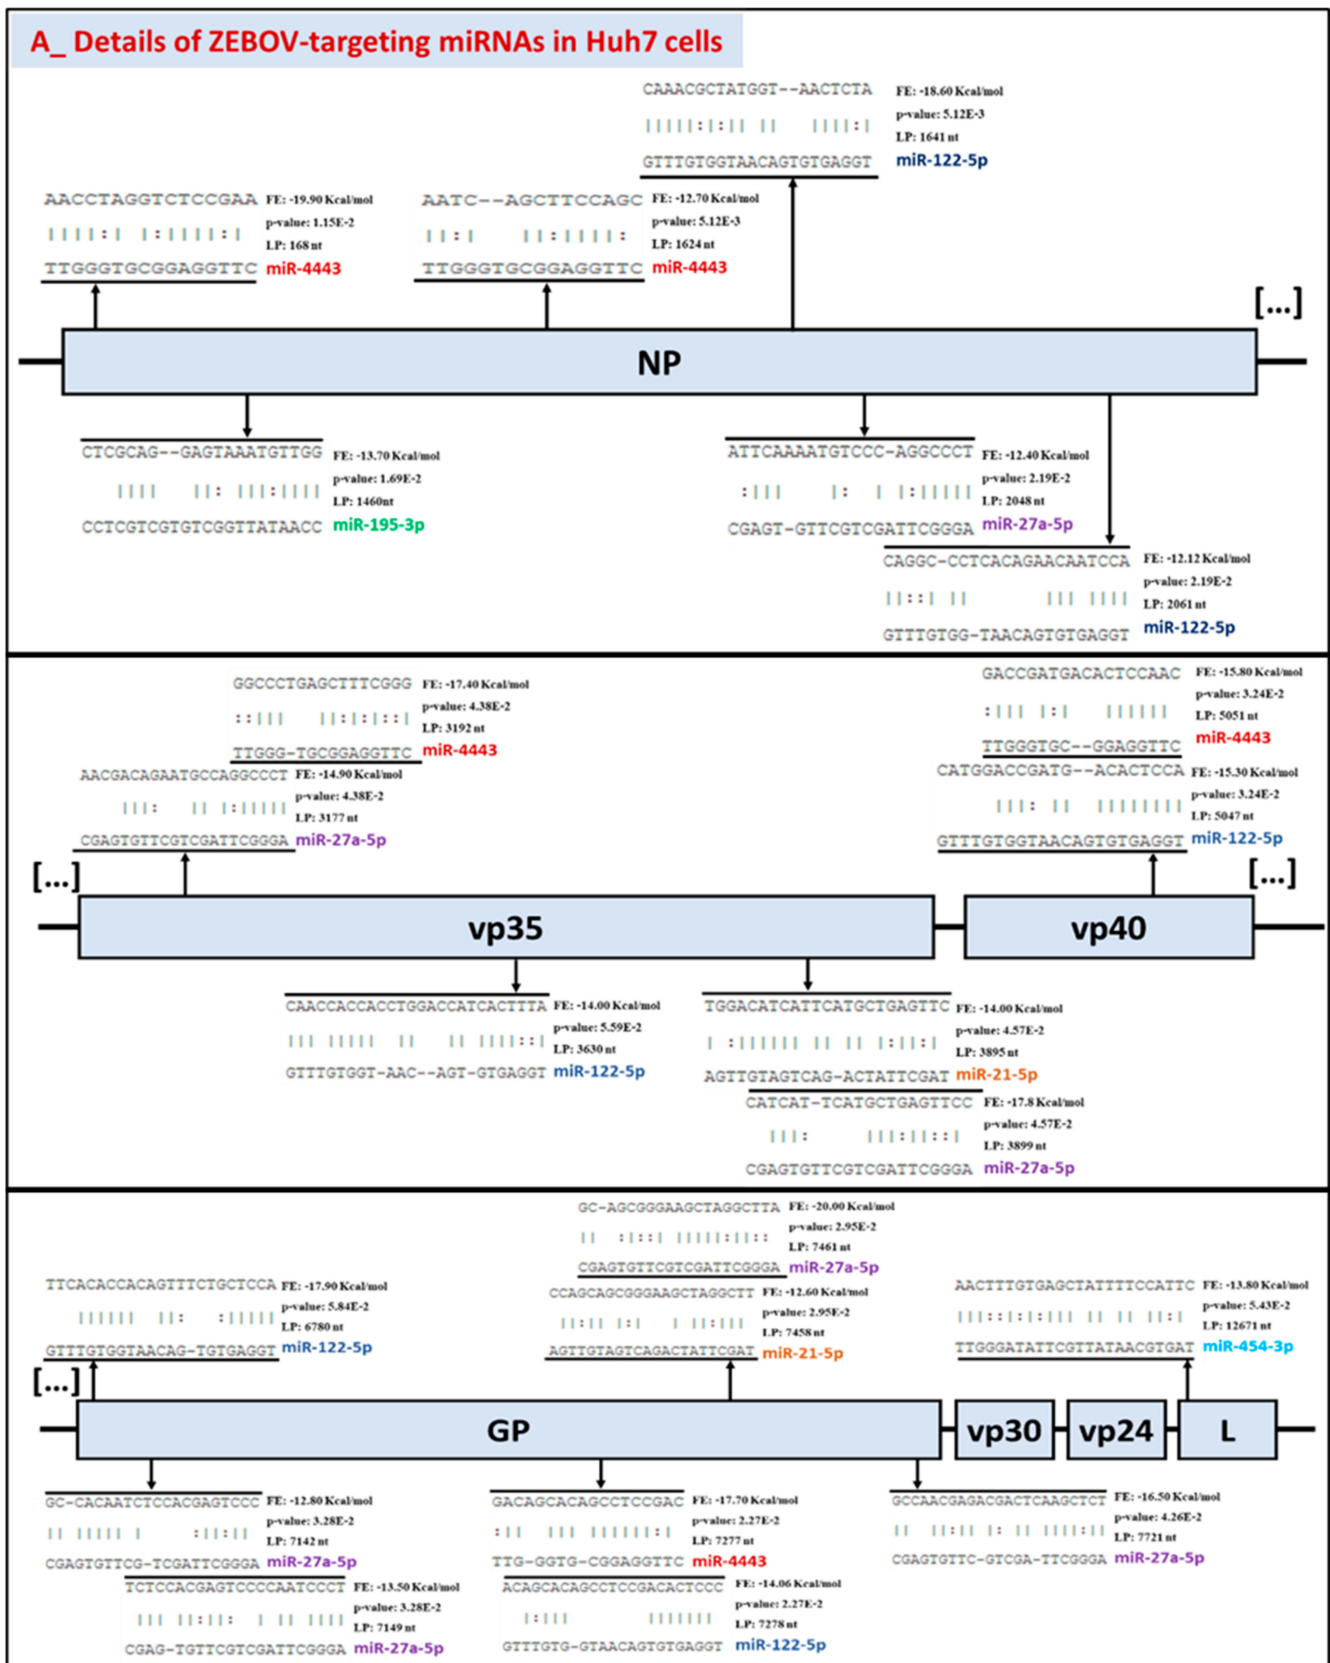 A_ Details of ZEBOV-targeting miRNAs in Huh7 cells
CAAACGCTATGGT--AACTCTA
FE: -18.60 Kcal/mol
p-value: 5.12E-3
LP: 1641 nt
GTTTGTGGTAACAGTGTGAGGT
miR-122-5p
AACCTAGGTCTCCGAA
FE: -19.90 Kcal/mol
p-value: 1.15E-2
LP: 168 nt
TTGGGTGCGGAGGTTC
miR-4443
AATC--AGCTTCCAGC
FE: -12.70 Kcal/mol
p-value: 5.12E-3
LP: 1624 nt
TTGGGTGCGGAGGTTC
miR-4443
[...]
NP
CTCGCAG--GAGTAAATGTTGG
FE: -13.70 Kcal/mol
p-value: 1.69E-2
LP: 1460nt
CCTCGTCGTGTCGGTTATAACC
miR-195-3p
ATTCAAAATGTCCC-AGGCCCT
FE: -12.40 Kcal/mol
p-value: 2.19E-2
LP: 2048 nt
CGAGT-GTTCGTCGATTCGGGA
miR-27a-5p
CAGGC-CCTCACAGAACAATCCA
FE: -12.12 Kcal/mol
p-value: 2.19E-2
LP: 2061 nt
GTTTGTGG-TAACAGTGTGAGGT
miR-122-5p
GGCCCTGAGCTTTCGGG
FE: -17.40 Kcal/mol
p-value: 4.38E-2
LP: 3192 nt
TTGGG-TGCGGAGGTTC
miR-4443
AACGACAGAATGCCAGGCCCT
FE: -14.90 Kcal/mol
p-value: 4.38E-2
LP: 3177 nt
CGAGTGTTCGTCGATTCGGGA
miR-27a-5p
GACCGATGACACTCCAAC
FE: -15.80 Kcal/mol
p-value: 3.24E-2
LP: 5051 nt
TTGGGTGC--GGAGGTTC
miR-4443
CATGGACCGATG--ACACTCCA
FE: -15.30 Kcal/mol
p-value: 3.24E-2
LP: 5047 nt
GTTTGTGGTAACAGTGTGAGGT
miR-122-5p
[...]
[...]
vp35
vp40
CAACCACCACCTGGACCATCACTTTA
FE: -14.00 Kcal/mol
p-value: 5.59E-2
LP: 3630 nt
GTTTGTGGT-AAC--AGT-GTGAGGT
miR-122-5p
TGGACATCATTCATGCTGAGTTC
FE: -14.00 Kcal/mol
p-value: 4.57E-2
LP: 3895 nt
AGTTGTAGTCAG-ACTATTCGAT
miR-21-5p
CATCAT-TCATGCTGAGTTCC
FE: -17.8 Kcal/mol
p-value: 4.57E-2
LP: 3899 nt
CGAGTGTTCGTCGATTCGGGA
miR-27a-5p
GC-AGCGGGAAGCTAGGCTTA
FE: -20.00 Kcal/mol
p-value: 2.95E-2
LP: 7461 nt
CGAGTGTTCGTCGATTCGGGA
miR-27a-5p
TTCACACCACAGTTTCTGCTCCA
FE: -17.90 Kcal/mol
p-value: 5.84E-2
LP: 6780 nt
GTTTGTGGTAACAG-TGTGAGGT
miR-122-5p
CCAGCAGCGGGAAGCTAGGCTT
FE: -12.60 Kcal/mol
p-value: 2.95E-2
LP: 7458 nt
AGTTGTAGTCAGACTATTCGAT
miR-21-5p
AACTTTGTGAGCTATTTTCCATTC
FE: -13.80 Kcal/mol
p-value: 5.43E-2
LP: 12671 nt
TTGGGATATTCGTTATAACGTGAT
miR-454-3p
[...]
GP
vp30
vp24
L
GC-CACAATCTCCACGAGTCCC
FE: -12.80 Kcal/mol
p-value: 3.28E-2
LP: 7142 nt
CGAGTGTTCG-TCGATTCGGGA
miR-27a-5p
TCTCCACGAGTCCCCAATCCCT
FE: -13.50 Kcal/mol
p-value: 3.28E-2
LP: 7149 nt
CGAG-TGTTCGTCGATTCGGGA
miR-27a-5p
GACAGCACAGCCTCCGAC
FE: -17.70 Kcal/mol
p-value: 2.27E-2
LP: 7277 nt
TTG-GGTG-CGGAGGTTC
miR-4443
ACAGCACAGCCTCCGACACTCCC
FE: -14.06 Kcal/mol
p-value: 2.27E-2
LP: 7278 nt
GTTTGTG-GTAACAGTGTGAGGT
miR-122-5p
GCCAACGAGACGACTCAAGCTCT
FE: -16.50 Kcal/mol
p-value: 4.26E-2
LP: 7721 nt
CGAGTGTTC-GTCGA-TTCGGGA
miR-27a-5p